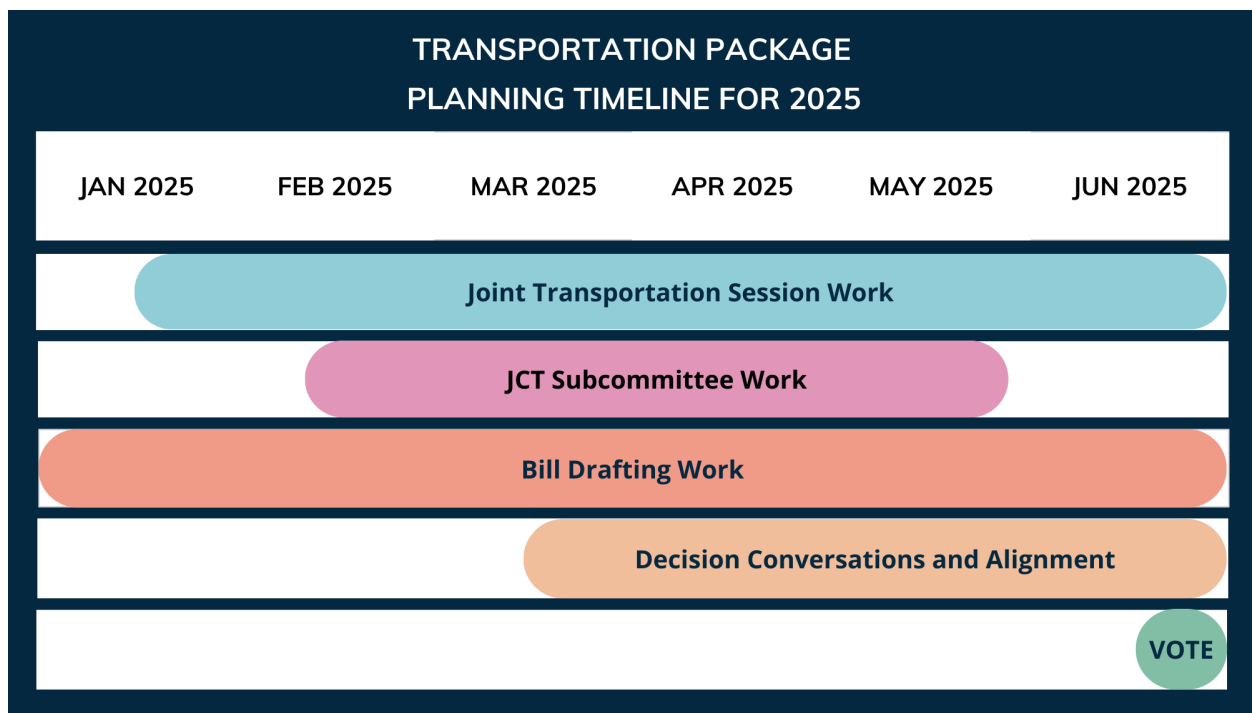 TRANSPORTATION PACKAGE
PLANNING TIMELINE FOR 2025
JAN 2025 FEB 2025 MAR 2025 APR 2025 MAY 2025 JUN 2025
Joint Transportation Session Work
JCT Subcommittee Work
Bill Drafting Work
Decision Conversations and Alignment
VOTE